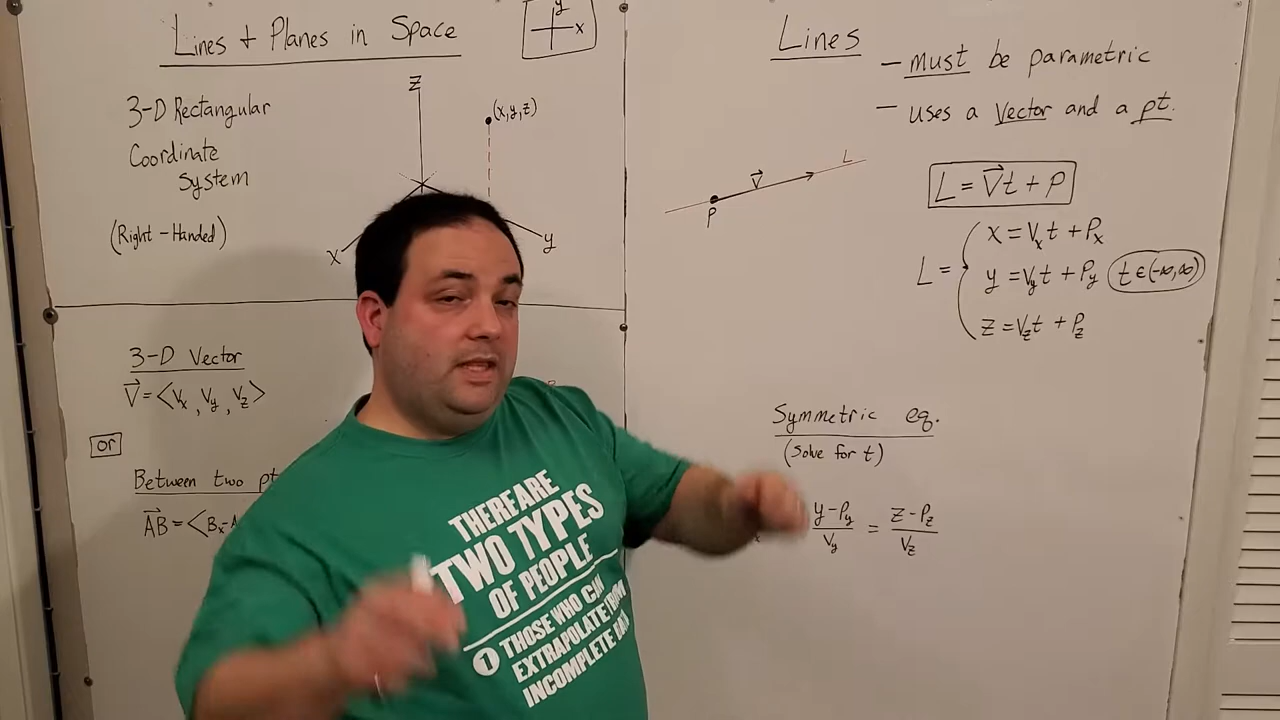 Lines + Planes in Space
y
x
3-D Rectangular
Coordinate
System
(Right-Handed)
z
(x,y,z)
x
y
3-D Vector
V⃗ = <Vx, Vy, Vz>
or
Between two pt
AB⃗ = <Bx-A
Lines
- must be parametric
- uses a vector and a pt.
V⃗
L
P
L = V⃗t + P
x = Vxt + Px
L =
y = Vyt + Py
t ∈ (-∞,∞)
z = Vzt + Pz
Symmetric eq.
(Solve for t)
y-Py/Vy = z-Pz/Vz
THERE ARE
TWO TYPES
OF PEOPLE
1 THOSE WHO CAN
EXTRAPOLATE FROM
INCOMPLETE DATA